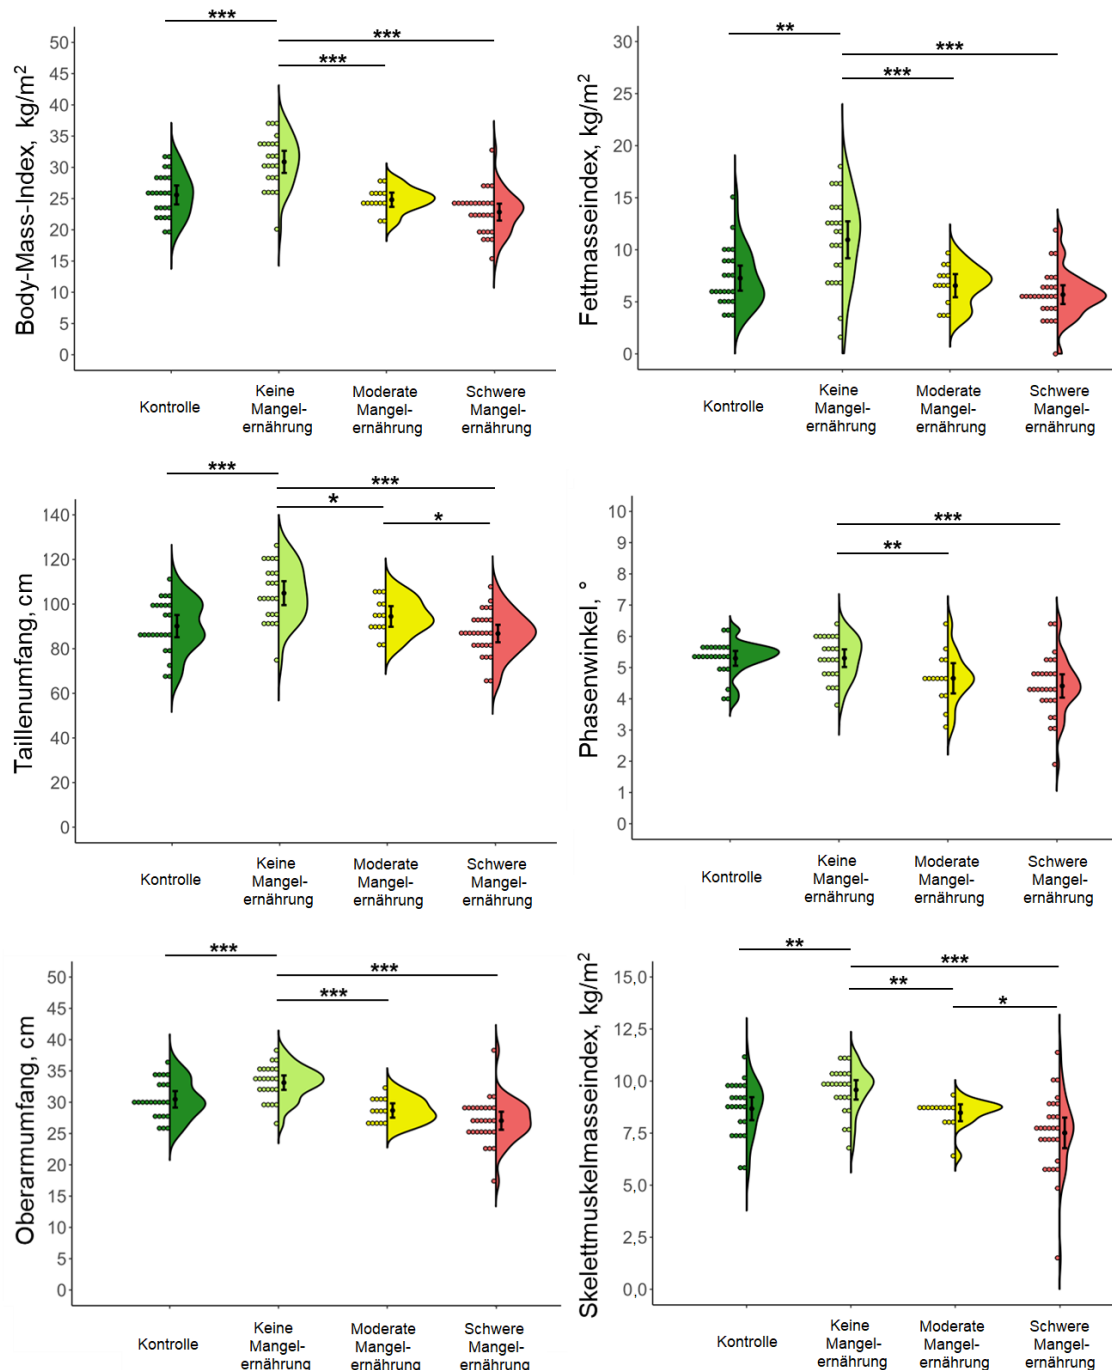 ***
**
***
***
***
***
Body-Mass-Index, kg/m²
50
45
40
35
30
25
20
15
10
5
0
Kontrolle
Keine
Mangel-
ernährung
Moderate
Mangel-
ernährung
Schwere
Mangel-
ernährung
Fettmasseindex, kg/m²
30
25
20
15
10
5
0
Kontrolle
Keine
Mangel-
ernährung
Moderate
Mangel-
ernährung
Schwere
Mangel-
ernährung
***
***
*
*
Taillenumfang, cm
140
120
100
80
60
40
20
0
Kontrolle
Keine
Mangel-
ernährung
Moderate
Mangel-
ernährung
Schwere
Mangel-
ernährung
***
**
Phasenwinkel, °
10
9
8
7
6
5
4
3
2
1
0
Kontrolle
Keine
Mangel-
ernährung
Moderate
Mangel-
ernährung
Schwere
Mangel-
ernährung
***
***
***
Oberarmumfang, cm
50
45
40
35
30
25
20
15
10
5
0
Kontrolle
Keine
Mangel-
ernährung
Moderate
Mangel-
ernährung
Schwere
Mangel-
ernährung
**
***
**
*
Skelettmuskelmasseindex, kg/m²
15,0
12,5
10,0
7,5
5,0
2,5
0,0
Kontrolle
Keine
Mangel-
ernährung
Moderate
Mangel-
ernährung
Schwere
Mangel-
ernährung